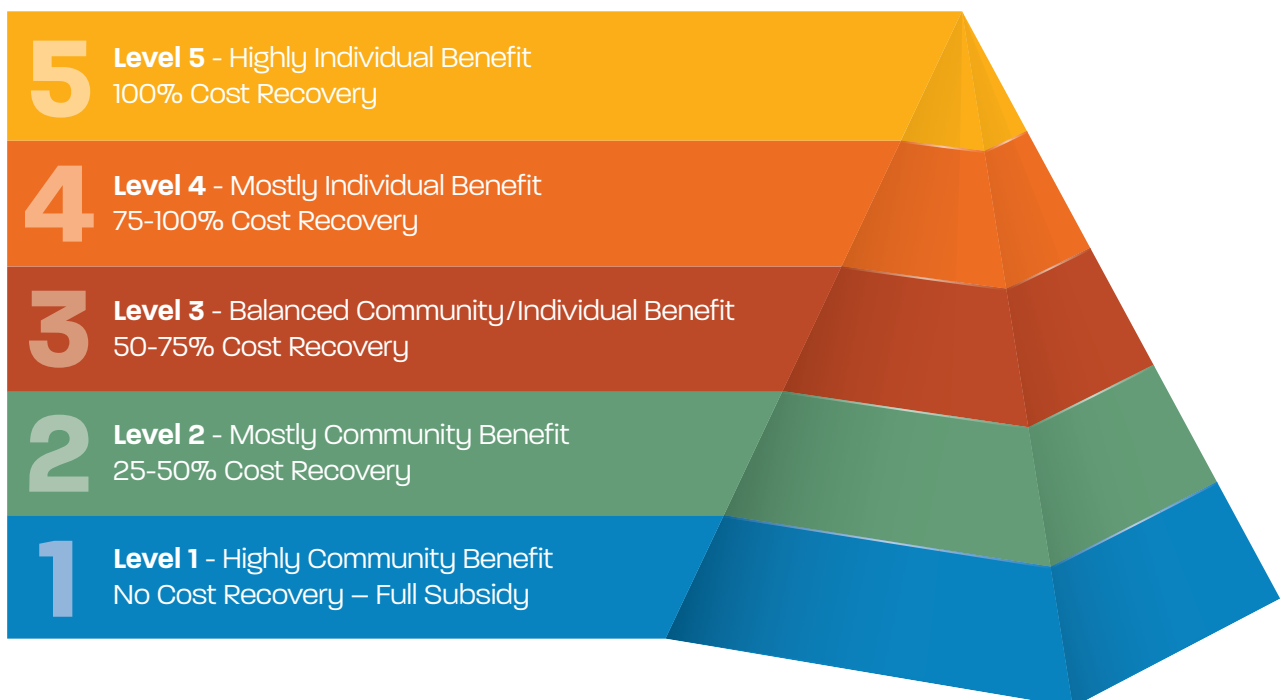 5
Level 5 - Highly Individual Benefit
100% Cost Recovery
4
Level 4 - Mostly Individual Benefit
75-100% Cost Recovery
3
Level 3 - Balanced Community/Individual Benefit
50-75% Cost Recovery
2
Level 2 - Mostly Community Benefit
25-50% Cost Recovery
1
Level 1 - Highly Community Benefit
No Cost Recovery – Full Subsidy